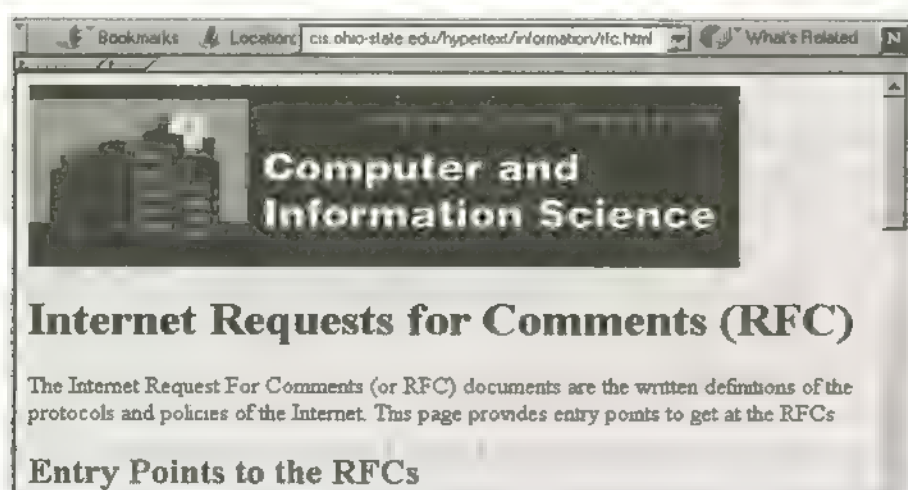 Bookmarks Location: cis.ohio-state.edu/hypertext/information/rfc.html What's Related N
Computer and
Information Science
Internet Requests for Comments (RFC)
The Internet Request For Comments (or RFC) documents are the written definitions of the
protocols and policies of the Internet. This page provides entry points to get at the RFCs
Entry Points to the RFCs